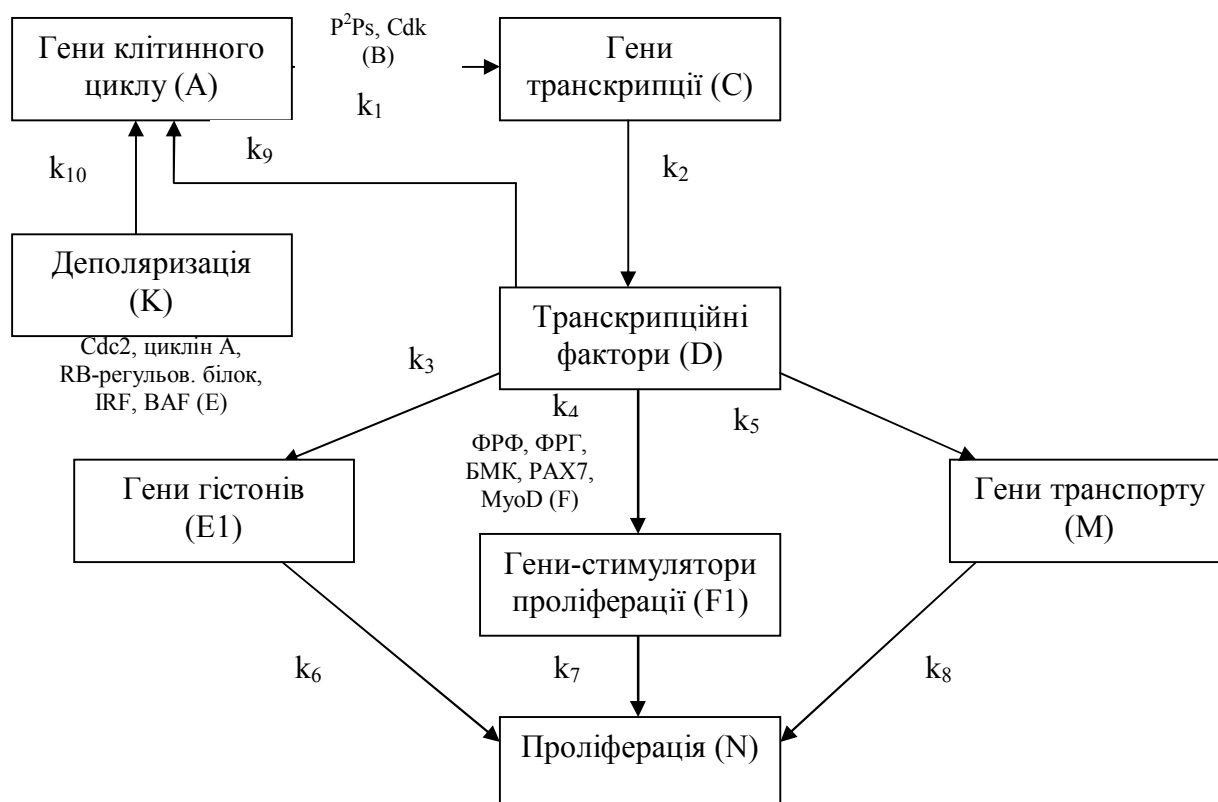 Гени клітинного
циклу (A)
P²Ps, Cdk
(B)
k₁
Гени
транскрипції (C)
k₉
k₁₀
k₂
Деполяризація
(K)
Cdc2, циклін A,
RB-регульов. білок,
IRF, BAF (E)
Транскрипційні
фактори (D)
k₃
k₄
k₅
ФРФ, ФРГ,
БМК, PAX7,
MyoD (F)
Гени гістонів
(E1)
Гени транспорту
(M)
Гени-стимулятори
проліферації (F1)
k₆
k₇
k₈
Проліферація (N)